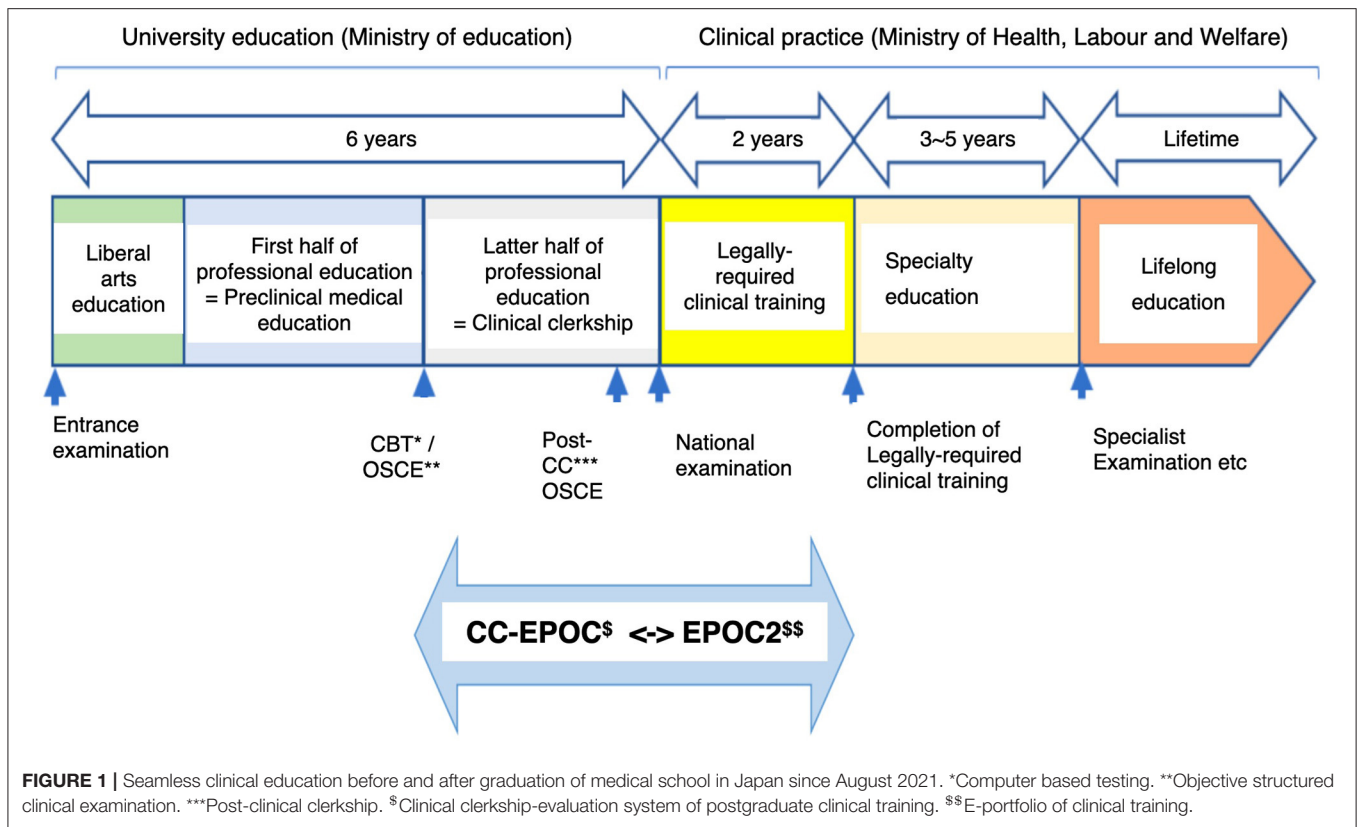 University education (Ministry of education)
Clinical practice (Ministry of Health, Labour and Welfare)
6 years
2 years
3~5 years
Lifetime
Liberal
arts
education
First half of
professional education
= Preclinical medical
education
Latter half of
professional
education
= Clinical clerkship
Legally-
required
clinical training
Specialty
education
Lifelong
education
Entrance
examination
CBT* /
OSCE**
Post-
CC***
OSCE
National
examination
Completion of
Legally-required
clinical training
Specialist
Examination etc
CC-EPOC$ <-> EPOC2$$
FIGURE 1 | Seamless clinical education before and after graduation of medical school in Japan since August 2021. *Computer based testing. **Objective structured
clinical examination. ***Post-clinical clerkship. $Clinical clerkship-evaluation system of postgraduate clinical training. $$E-portfolio of clinical training.